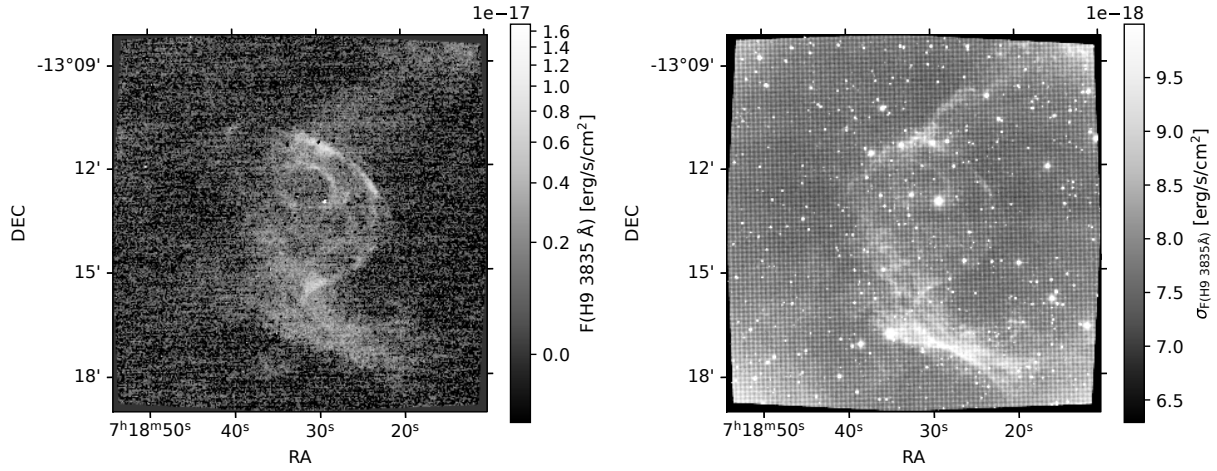 1e−17
-13°09'
12'
15'
18'
DEC
7ʰ18ᵐ50ˢ 40ˢ 30ˢ 20ˢ
RA
1.6
1.4
1.2
1.0
0.8
0.6
0.4
0.2
0.0
F(H9 3835 Å) [erg/s/cm²]
1e−18
-13°09'
12'
15'
18'
DEC
7ʰ18ᵐ50ˢ 40ˢ 30ˢ 20ˢ
RA
9.5
9.0
8.5
8.0
7.5
7.0
6.5
σF(H9 3835Å) [erg/s/cm²]